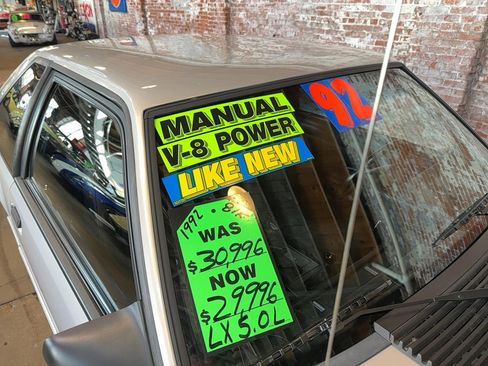 MANUAL
V-8 POWER
LIKE NEW
92
1992
WAS
$30,996
NOW
$29,996
LX 5.0L